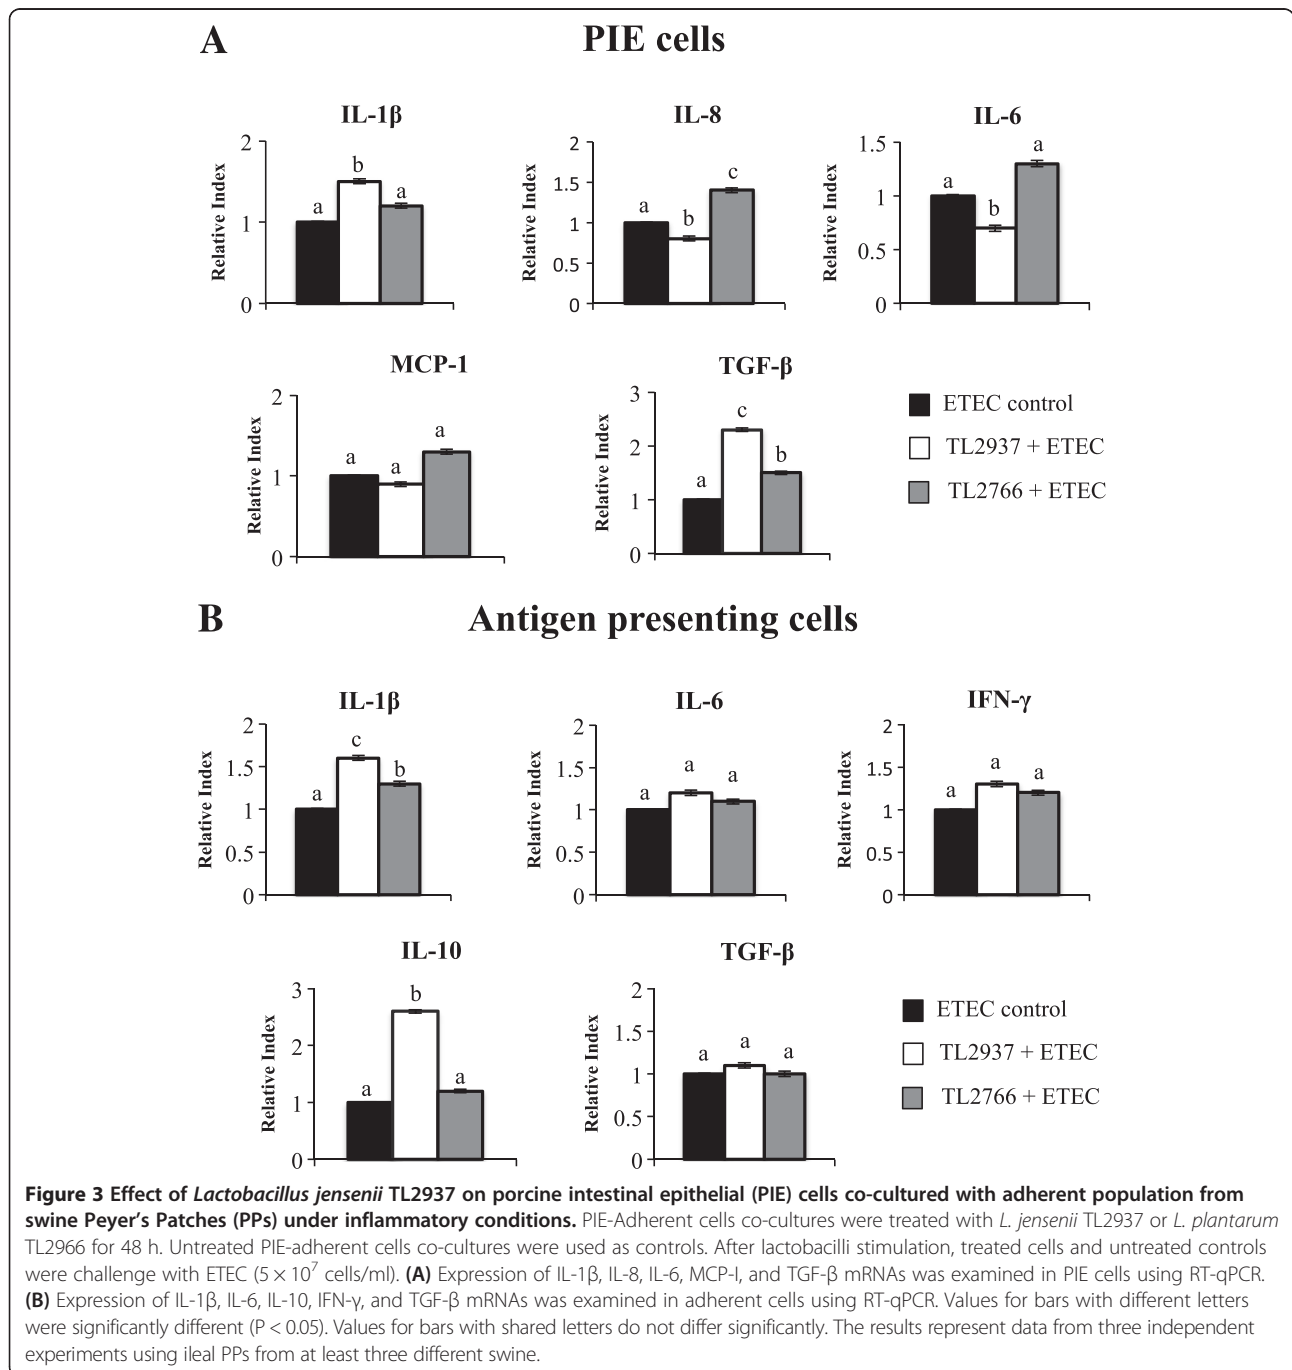 A
PIE cells
IL-1β
Relative Index
2
1
0
a
b
a
IL-8
Relative Index
2
1.5
1
0.5
0
a
b
c
IL-6
Relative Index
1.5
1
0.5
0
a
b
a
MCP-1
Relative Index
2
1
0
a
a
a
TGF-β
Relative Index
3
2
1
0
a
c
b
ETEC control
TL2937 + ETEC
TL2766 + ETEC
B
Antigen presenting cells
IL-1β
Relative Index
2
1.5
1
0.5
0
a
c
b
IL-6
Relative Index
2
1.5
1
0.5
0
a
a
a
IFN-γ
Relative Index
2
1.5
1
0.5
0
a
a
a
IL-10
Relative Index
3
2
1
0
a
b
a
TGF-β
Relative Index
2
1.5
1
0.5
0
a
a
a
ETEC control
TL2937 + ETEC
TL2766 + ETEC
Figure 3 Effect of Lactobacillus jensenii TL2937 on porcine intestinal epithelial (PIE) cells co-cultured with adherent population from
swine Peyer's Patches (PPs) under inflammatory conditions. PIE-Adherent cells co-cultures were treated with L. jensenii TL2937 or L. plantarum
TL2966 for 48 h. Untreated PIE-adherent cells co-cultures were used as controls. After lactobacilli stimulation, treated cells and untreated controls
were challenge with ETEC (5 × 10⁷ cells/ml). (A) Expression of IL-1β, IL-8, IL-6, MCP-I, and TGF-β mRNAs was examined in PIE cells using RT-qPCR.
(B) Expression of IL-1β, IL-6, IL-10, IFN-γ, and TGF-β mRNAs was examined in adherent cells using RT-qPCR. Values for bars with different letters
were significantly different (P < 0.05). Values for bars with shared letters do not differ significantly. The results represent data from three independent
experiments using ileal PPs from at least three different swine.